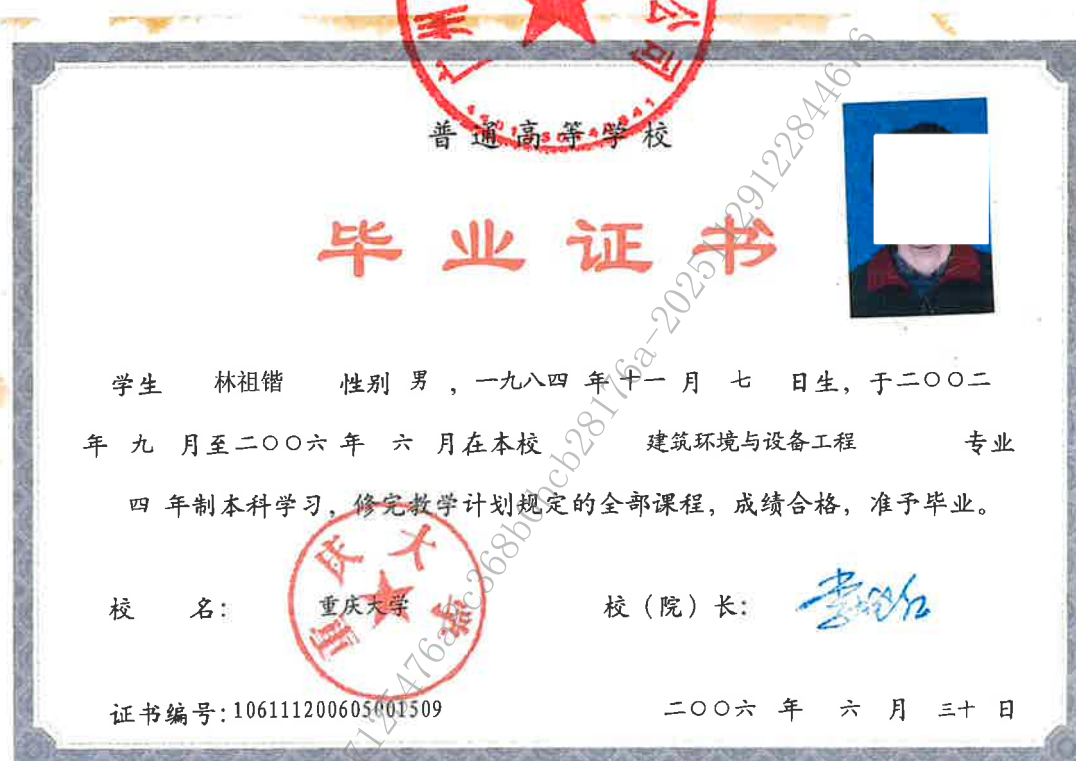 普通高等学校
毕业证书
学生 林祖锴 性别 男 ，一九八四 年 十一 月 七 日生，于二〇〇二
年 九 月至二〇〇六 年 六 月在本校 建筑环境与设备工程 专业
四 年制本科学习，修完教学计划规定的全部课程，成绩合格，准予毕业。
校 名： 重庆大学 校（院）长：
重庆大学
证书编号：106111200605001509 二〇〇六 年 六 月 三十 日